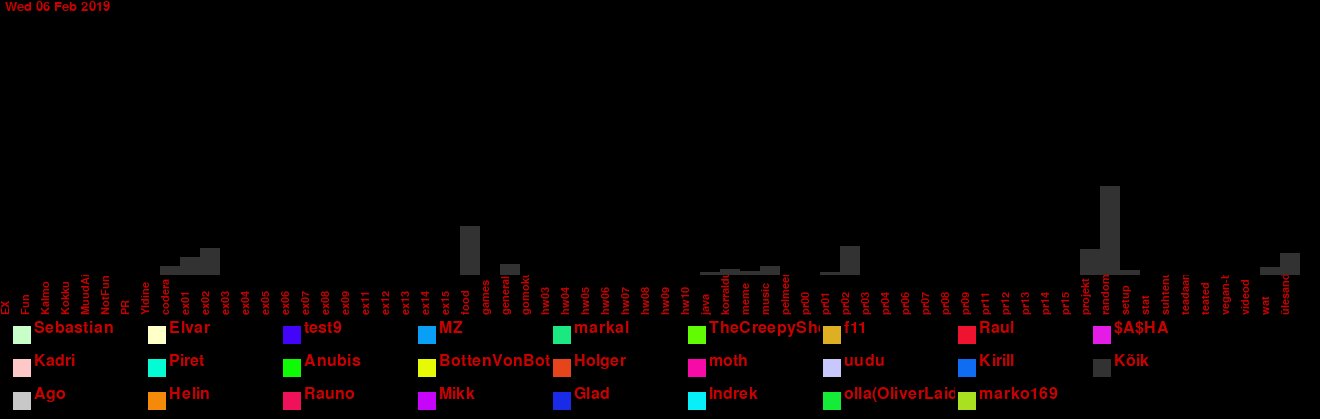 Wed 06 Feb 2019
EX
Fun
Kalmo
Kokku
MuudAi
NotFun
PR
Yldine
codera
ex01
ex02
ex03
ex04
ex05
ex06
ex07
ex08
ex09
ex11
ex12
ex13
ex14
ex15
food
games
general
gomoku
hw03
hw04
hw05
hw06
hw07
hw08
hw09
hw10
java
korraldu
meme
music
pelmeen
pr00
pr01
pr02
pr03
pr04
pr06
pr07
pr08
pr09
pr11
pr12
pr13
pr14
pr15
projekt
random
setup
stat
suhtenu
teadaan
teated
vegan-t
videod
wat
ülesand
Sebastian Elvar test9 MZ markal TheCreepyShe f11 Raul $A$HA
Kadri Piret Anubis BottenVonBot Holger moth uudu Kirill Kõik
Ago Helin Rauno Mikk Glad Indrek olla(OliverLaid marko169